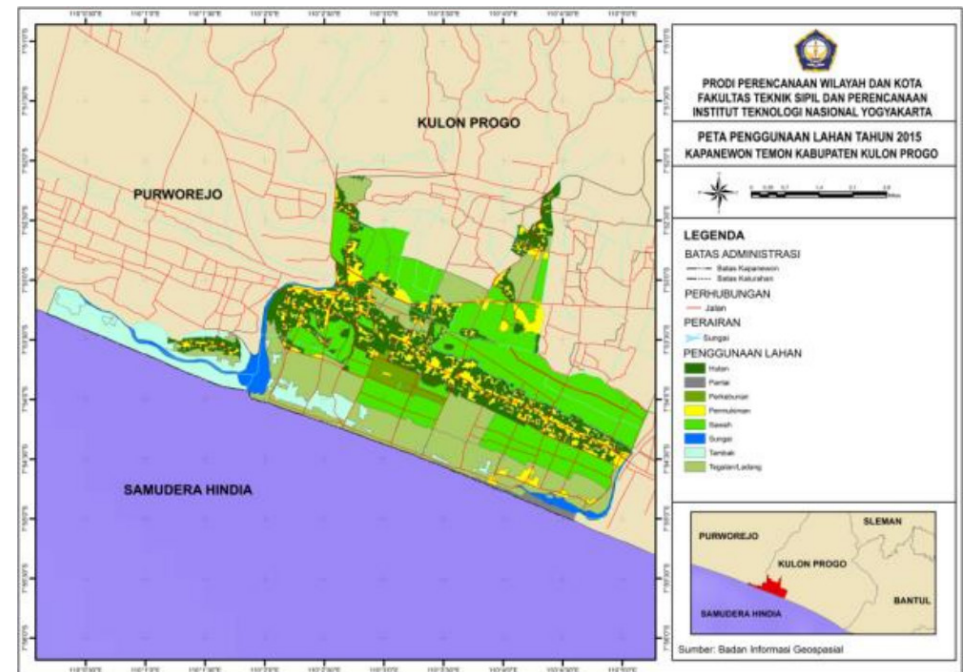 KULON PROGO
PURWOREJO
SAMUDERA HINDIA
PRODI PERENCANAAN WILAYAH DAN KOTA
FAKULTAS TEKNIK SIPIL DAN PERENCANAAN
INSTITUT TEKNOLOGI NASIONAL YOGYAKARTA
PETA PENGGUNAAN LAHAN TAHUN 2015
KAPANEWON TEMON KABUPATEN KULON PROGO
LEGENDA
BATAS ADMINISTRASI
Batas Kapanewon
Batas Kalurahan
PERHUBUNGAN
Jalan
PERAIRAN
Sungai
PENGGUNAAN LAHAN
Hutan
Pantai
Perkebunan
Permukiman
Sawah
Sungai
Tambak
Tegalan/Ladang
SLEMAN
PURWOREJO
KULON PROGO
BANTUL
SAMUDERA HINDIA
Sumber: Badan Informasi Geospasial